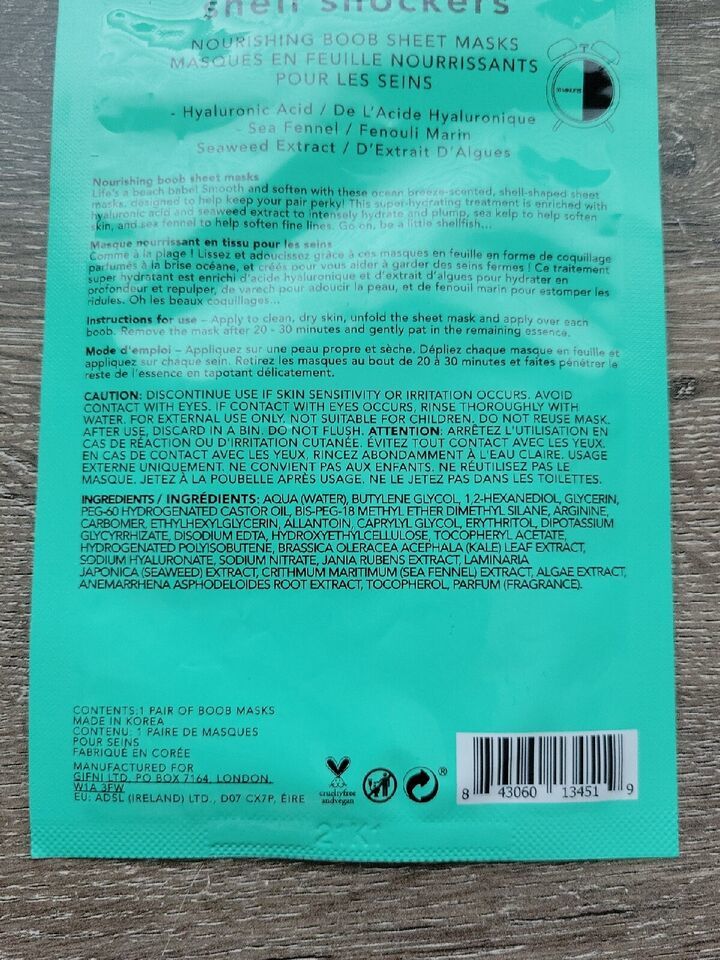 shell shockers
NOURISHING BOOB SHEET MASKS
MASQUES EN FEUILLE NOURRISSANTS
POUR LES SEINS
- Hyaluronic Acid / De L'Acide Hyaluronique
- Sea Fennel / Fenouli Marin
Seaweed Extract / D'Extrait D'Algues
Nourishing boob sheet masks
Life's a beach babe! Smooth and soften with these ocean breeze-scented, shell-shaped sheet
masks, designed to help keep your pair perky! This super-hydrating treatment is enriched with
hyaluronic acid and seaweed extract to intensely hydrate and plump, sea kelp to help soften
skin, and sea fennel to help soften fine lines. Go on, be a little shellfish...
Masque nourrissant en tissu pour les seins
Comme à la plage ! Lissez et adoucissez grâce à ces masques en feuille en forme de coquillage
parfumés à la brise océane, et créés pour vous aider à garder des seins fermes ! Ce traitement
super hydratant est enrichi d'acide hyaluronique et d'extrait d'algues pour hydrater en
profondeur et repulper, de varech pour adoucir la peau, et de fenouil marin pour estomper les
ridules. Oh les beaux coquillages...
Instructions for use – Apply to clean, dry skin, unfold the sheet mask and apply over each
boob. Remove the mask after 20 - 30 minutes and gently pat in the remaining essence.
Mode d'emploi – Appliquez sur une peau propre et sèche. Dépliez chaque masque en feuille et
appliquez sur chaque sein. Retirez les masques au bout de 20 à 30 minutes et faites pénétrer le
reste de l'essence en tapotant délicatement.
CAUTION: DISCONTINUE USE IF SKIN SENSITIVITY OR IRRITATION OCCURS. AVOID
CONTACT WITH EYES. IF CONTACT WITH EYES OCCURS, RINSE THOROUGHLY WITH
WATER. FOR EXTERNAL USE ONLY. NOT SUITABLE FOR CHILDREN. DO NOT REUSE MASK.
AFTER USE, DISCARD IN A BIN. DO NOT FLUSH. ATTENTION: ARRÊTEZ L'UTILISATION EN
CAS DE RÉACTION OU D'IRRITATION CUTANÉE. ÉVITEZ TOUT CONTACT AVEC LES YEUX.
EN CAS DE CONTACT AVEC LES YEUX, RINCEZ ABONDAMMENT À L'EAU CLAIRE. USAGE
EXTERNE UNIQUEMENT. NE CONVIENT PAS AUX ENFANTS. NE RÉUTILISEZ PAS LE
MASQUE. JETEZ À LA POUBELLE APRÈS USAGE. NE LE JETEZ PAS DANS LES TOILETTES.
INGREDIENTS / INGRÉDIENTS: AQUA (WATER), BUTYLENE GLYCOL, 1,2-HEXANEDIOL, GLYCERIN,
PEG-60 HYDROGENATED CASTOR OIL, BIS-PEG-18 METHYL ETHER DIMETHYL SILANE, ARGININE,
CARBOMER, ETHYLHEXYLGLYCERIN, ALLANTOIN, CAPRYLYL GLYCOL, ERYTHRITOL, DIPOTASSIUM
GLYCYRRHIZATE, DISODIUM EDTA, HYDROXYETHYLCELLULOSE, TOCOPHERYL ACETATE,
HYDROGENATED POLYISOBUTENE, BRASSICA OLERACEA ACEPHALA (KALE) LEAF EXTRACT,
SODIUM HYALURONATE, SODIUM NITRATE, JANIA RUBENS EXTRACT, LAMINARIA
JAPONICA (SEAWEED) EXTRACT, CRITHMUM MARITIMUM (SEA FENNEL) EXTRACT, ALGAE EXTRACT,
ANEMARRHENA ASPHODELOIDES ROOT EXTRACT, TOCOPHEROL, PARFUM (FRAGRANCE).
CONTENTS:1 PAIR OF BOOB MASKS
MADE IN KOREA
CONTENU: 1 PAIRE DE MASQUES
POUR SEINS
FABRIQUÉ EN CORÉE
MANUFACTURED FOR
GIFNI LTD, PO BOX 7164, LONDON,
W1A 3FW
EU: ADSL (IRELAND) LTD., D07 CX7P, ÉIRE
crueltyfree
andvegan
®
8 43060 13451 9